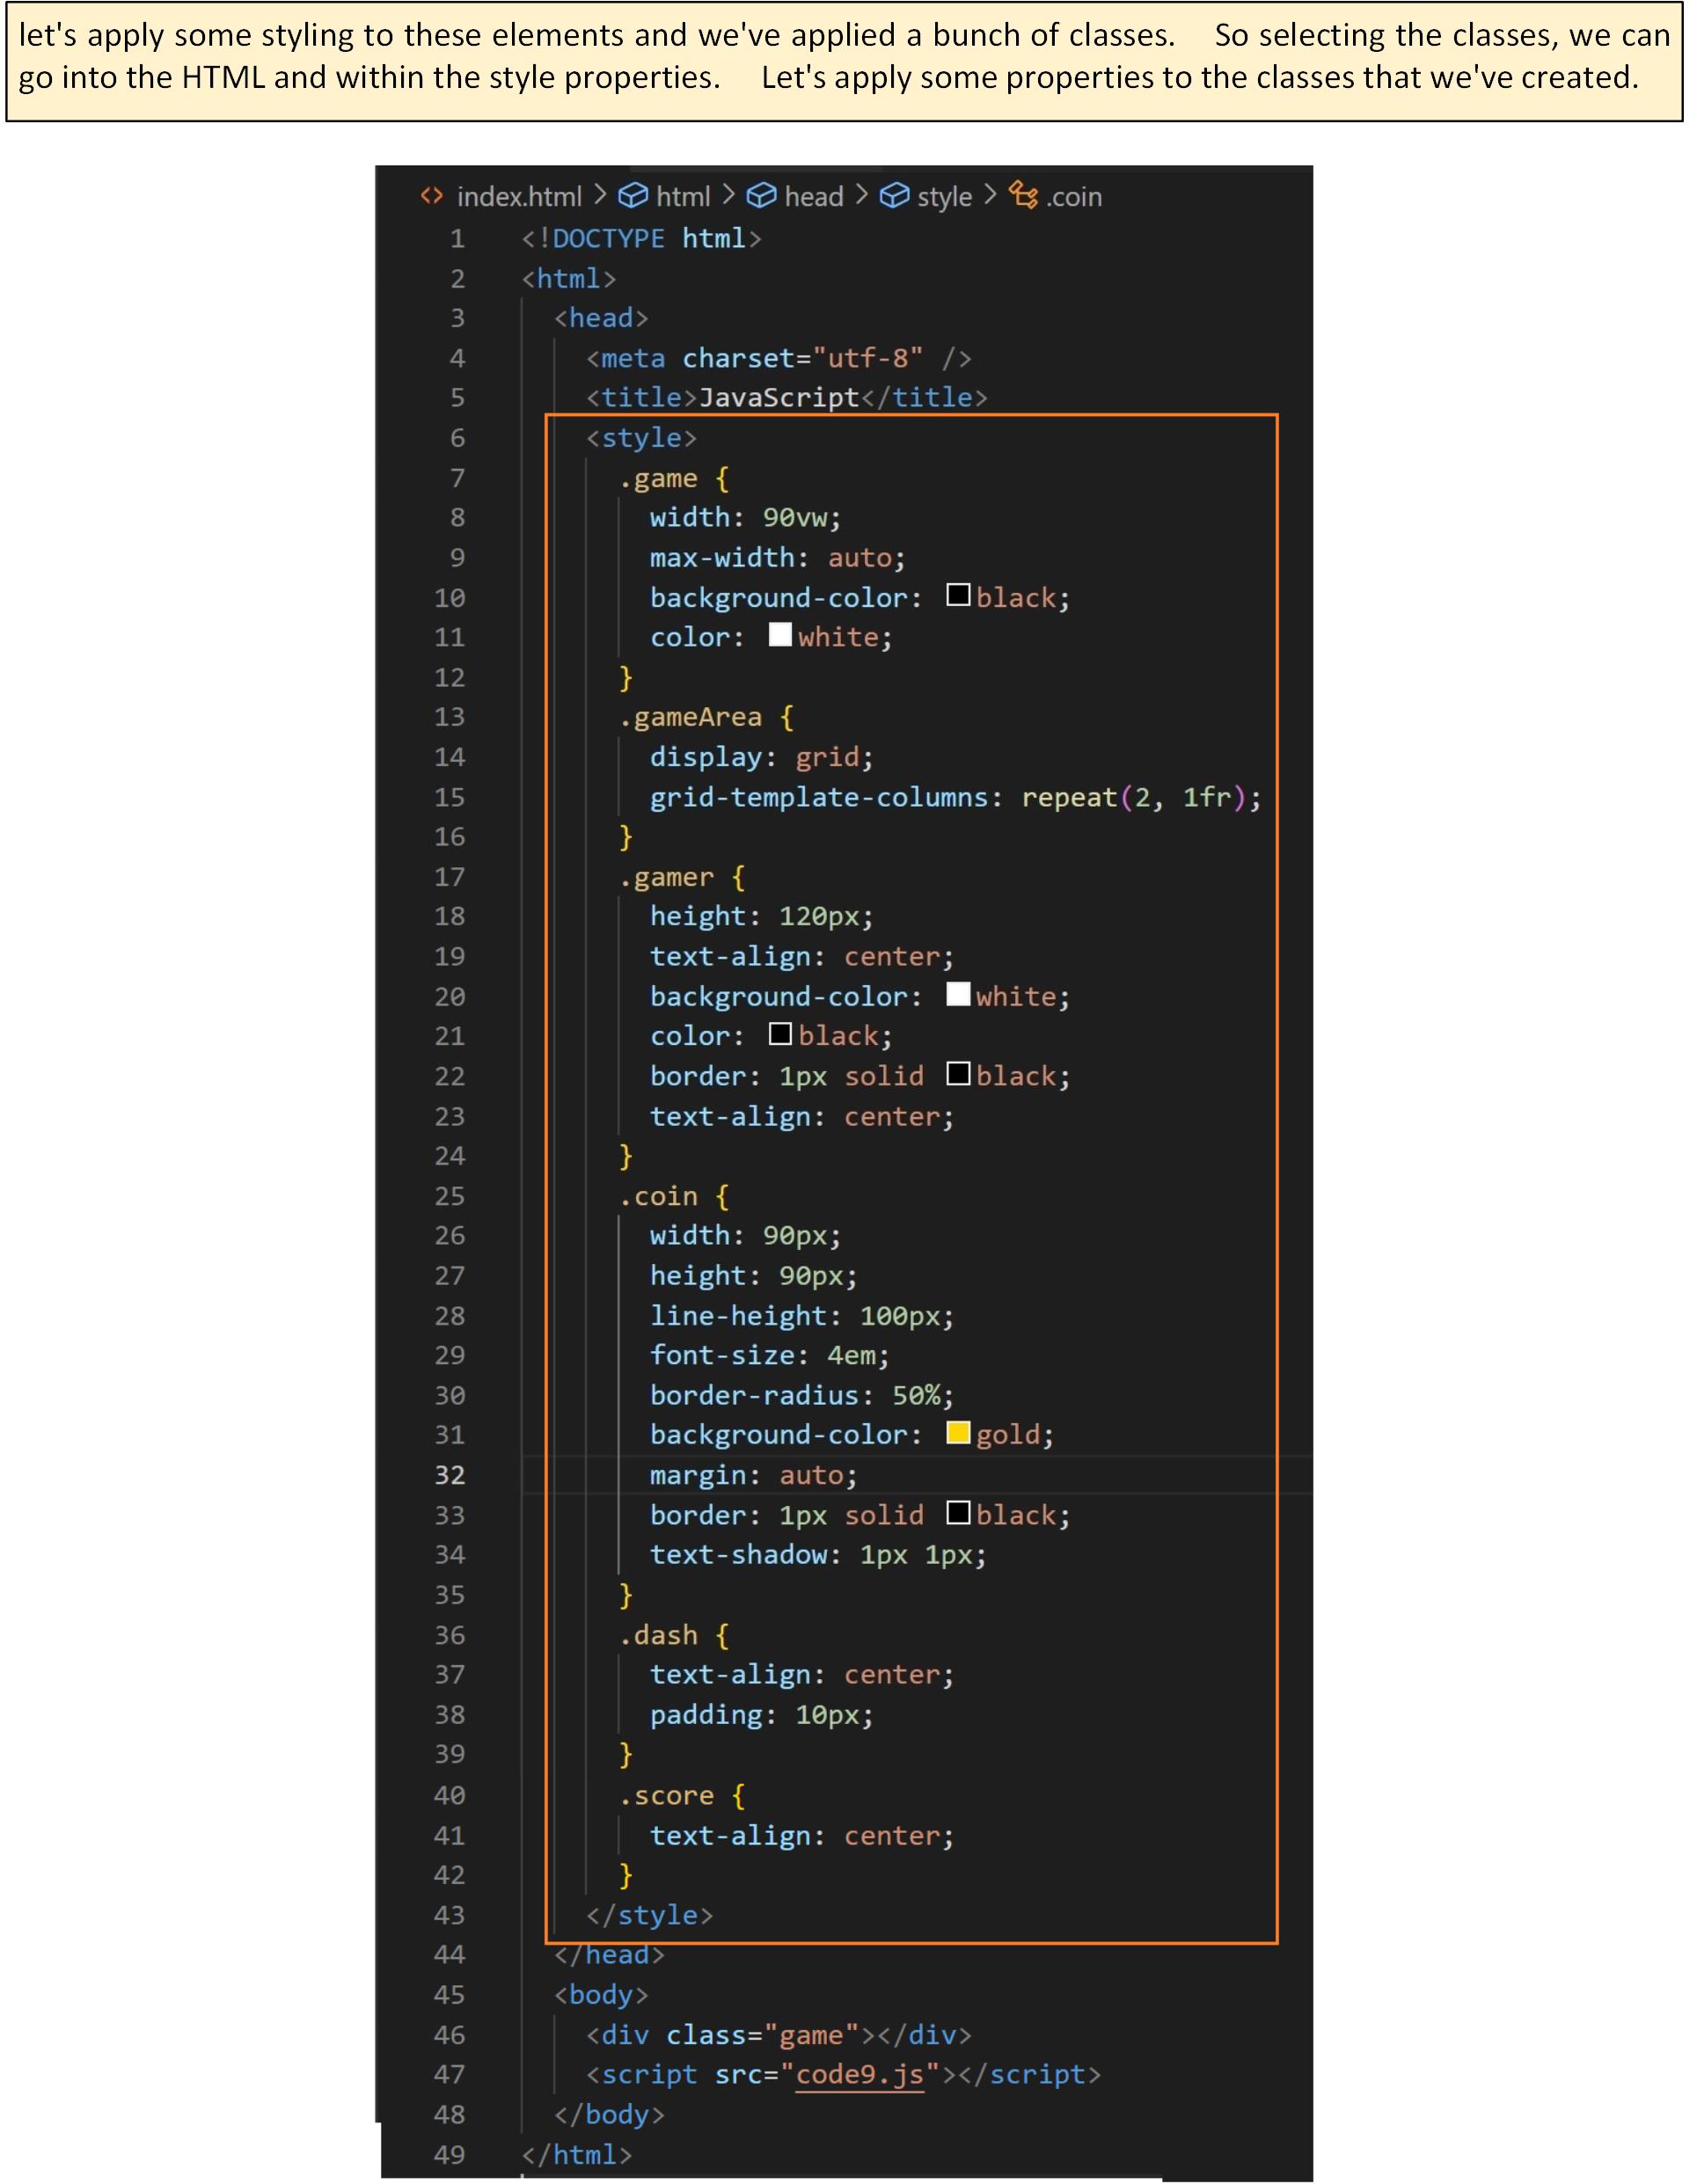 let's apply some styling to these elements and we've applied a bunch of classes. So selecting the classes, we can
go into the HTML and within the style properties. Let's apply some properties to the classes that we've created.
index.html > html > head > style > .coin
1 <!DOCTYPE html>
2 <html>
3 <head>
4 <meta charset="utf-8" />
5 <title>JavaScript</title>
6 <style>
7 .game {
8 width: 90vw;
9 max-width: auto;
10 background-color: black;
11 color: white;
12 }
13 .gameArea {
14 display: grid;
15 grid-template-columns: repeat(2, 1fr);
16 }
17 .gamer {
18 height: 120px;
19 text-align: center;
20 background-color: white;
21 color: black;
22 border: 1px solid black;
23 text-align: center;
24 }
25 .coin {
26 width: 90px;
27 height: 90px;
28 line-height: 100px;
29 font-size: 4em;
30 border-radius: 50%;
31 background-color: gold;
32 margin: auto;
33 border: 1px solid black;
34 text-shadow: 1px 1px;
35 }
36 .dash {
37 text-align: center;
38 padding: 10px;
39 }
40 .score {
41 text-align: center;
42 }
43 </style>
44 </head>
45 <body>
46 <div class="game"></div>
47 <script src="code9.js"></script>
48 </body>
49 </html>